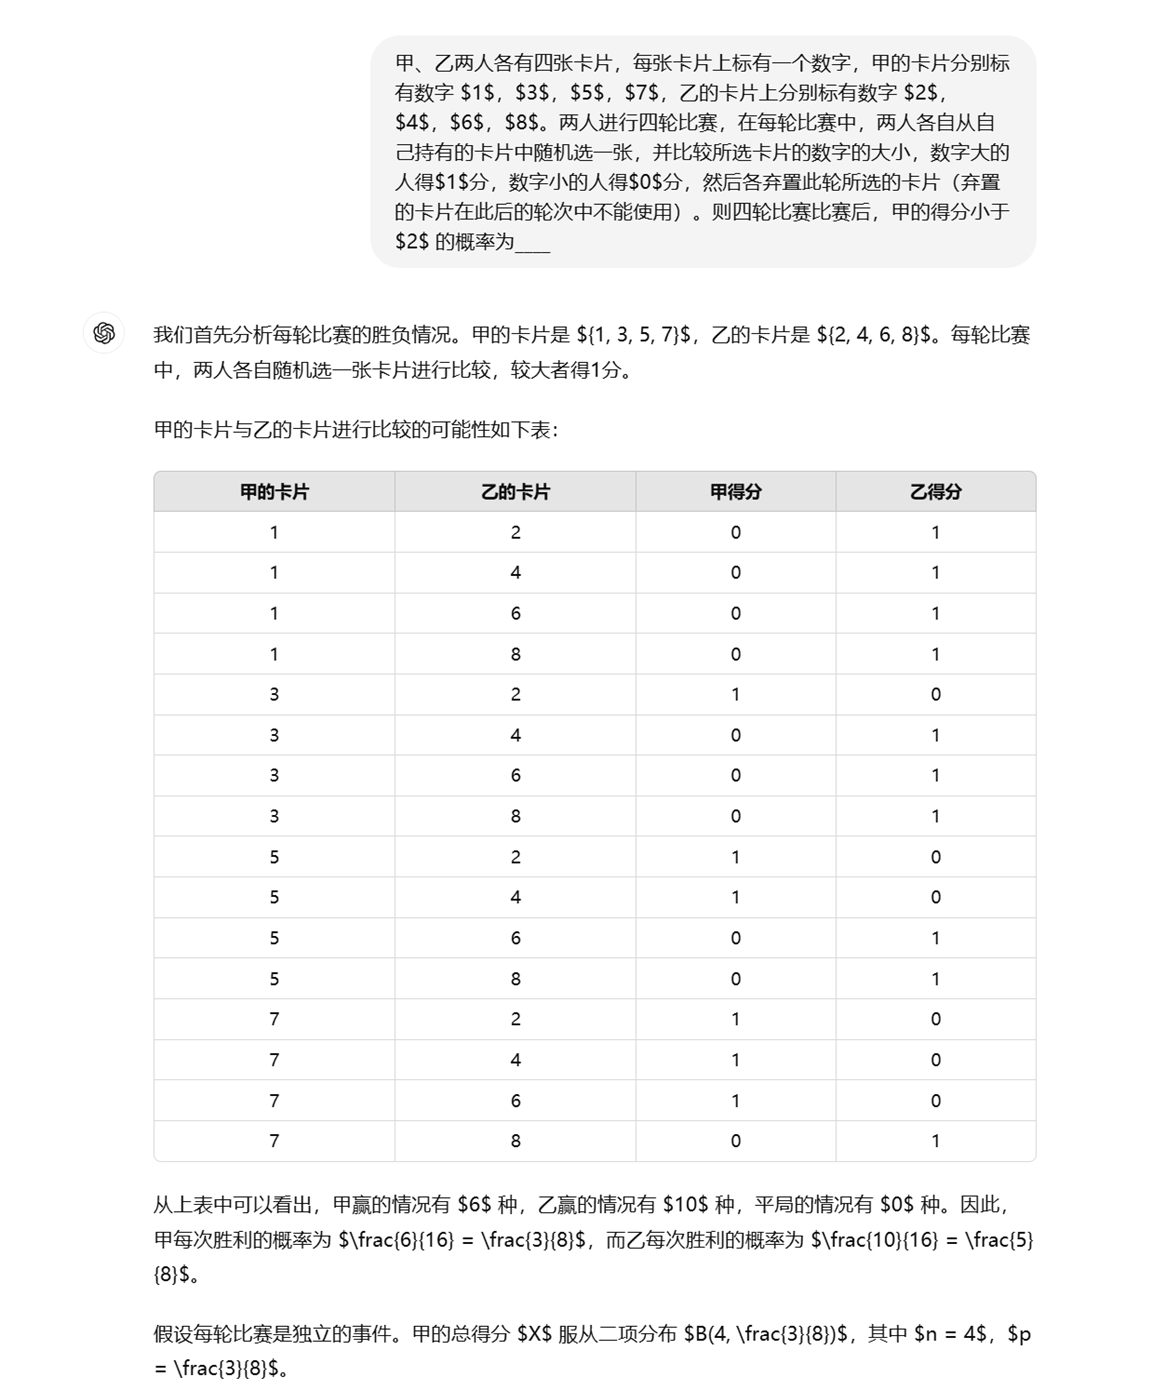 甲、乙两人各有四张卡片，每张卡片上标有一个数字，甲的卡片分别标
有数字 $1$，$3$，$5$，$7$，乙的卡片上分别标有数字 $2$，
$4$，$6$，$8$。两人进行四轮比赛，在每轮比赛中，两人各自从自
己持有的卡片中随机选一张，并比较所选卡片的数字的大小，数字大的
人得$1$分，数字小的人得$0$分，然后各弃置此轮所选的卡片（弃置
的卡片在此后的轮次中不能使用）。则四轮比赛比赛后，甲的得分小于
$2$ 的概率为____
我们首先分析每轮比赛的胜负情况。甲的卡片是 ${1, 3, 5, 7}$，乙的卡片是 ${2, 4, 6, 8}$。每轮比赛
中，两人各自随机选一张卡片进行比较，较大者得1分。
甲的卡片与乙的卡片进行比较的可能性如下表：
甲的卡片 乙的卡片 甲得分 乙得分
1 2 0 1
1 4 0 1
1 6 0 1
1 8 0 1
3 2 1 0
3 4 0 1
3 6 0 1
3 8 0 1
5 2 1 0
5 4 1 0
5 6 0 1
5 8 0 1
7 2 1 0
7 4 1 0
7 6 1 0
7 8 0 1
从上表中可以看出，甲赢的情况有 $6$ 种，乙赢的情况有 $10$ 种，平局的情况有 $0$ 种。因此，
甲每次胜利的概率为 $\frac{6}{16} = \frac{3}{8}$，而乙每次胜利的概率为 $\frac{10}{16} = \frac{5}
{8}$。
假设每轮比赛是独立的事件。甲的总得分 $X$ 服从二项分布 $B(4, \frac{3}{8})$，其中 $n = 4$，$p
= \frac{3}{8}$。